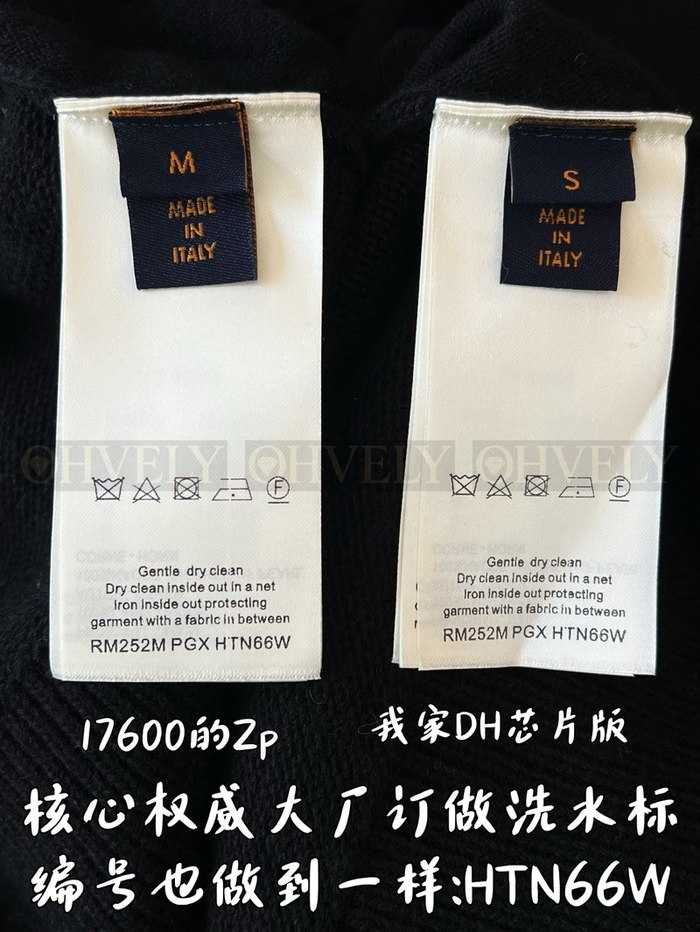 M
MADE
IN
ITALY
S
MADE
IN
ITALY
OHVELY OHVELY OHVELY
Gentle dry clean
Dry clean inside out in a net
Iron inside out protecting
garment with a fabric in between
RM252M PGX HTN66W
Gentle dry clean
Dry clean inside out in a net
Iron inside out protecting
garment with a fabric in between
RM252M PGX HTN66W
17600的Zp
我家DH芯片版
核心权威大厂订做洗水标
编号也做到一样:HTN66W